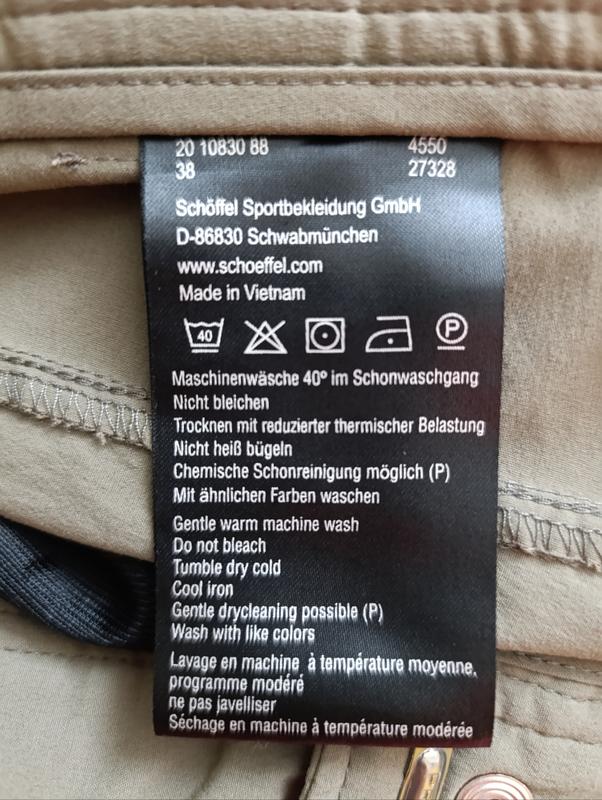 20 10830 88 4550
38 27328
Schöffel Sportbekleidung GmbH
D-86830 Schwabmünchen
www.schoeffel.com
Made in Vietnam
40 P
Maschinenwäsche 40° im Schonwaschgang
Nicht bleichen
Trocknen mit reduzierter thermischer Belastung
Nicht heiß bügeln
Chemische Schonreinigung möglich (P)
Mit ähnlichen Farben waschen
Gentle warm machine wash
Do not bleach
Tumble dry cold
Cool iron
Gentle drycleaning possible (P)
Wash with like colors
Lavage en machine à température moyenne,
programme modéré
ne pas javelliser
Séchage en machine à température modérée